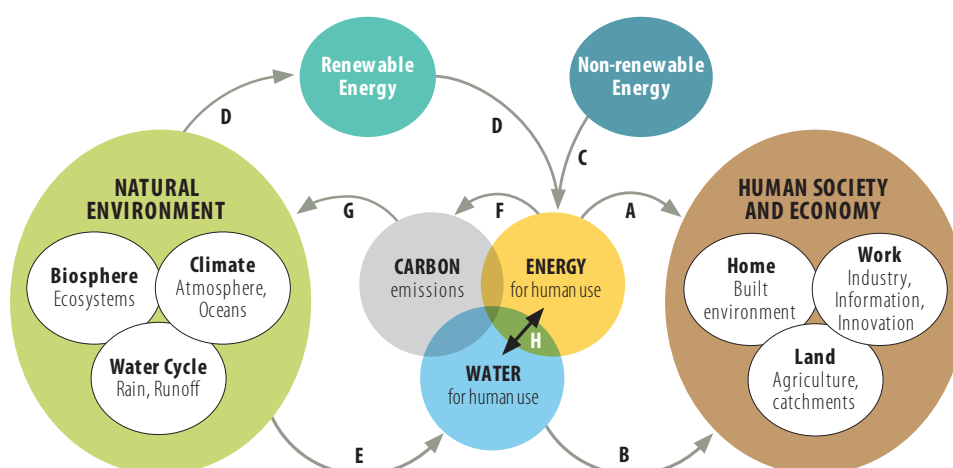 Renewable
Energy
Non-renewable
Energy
D
D
C
NATURAL
ENVIRONMENT
Biosphere
Ecosystems
Climate
Atmosphere,
Oceans
Water Cycle
Rain, Runoff
G
F
A
CARBON
emissions
ENERGY
for human use
H
WATER
for human use
HUMAN SOCIETY
AND ECONOMY
Home
Built
environment
Work
Industry,
Information,
Innovation
Land
Agriculture,
catchments
E
B